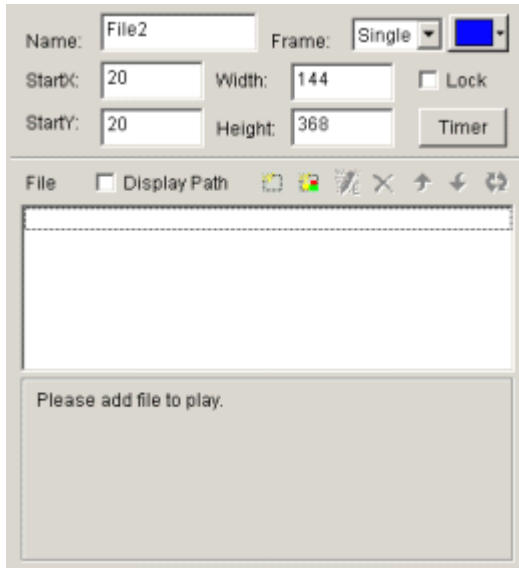 Name: File2 Frame: Single
StartX: 20 Width: 144 Lock
StartY: 20 Height: 368 Timer
File Display Path
Please add file to play.